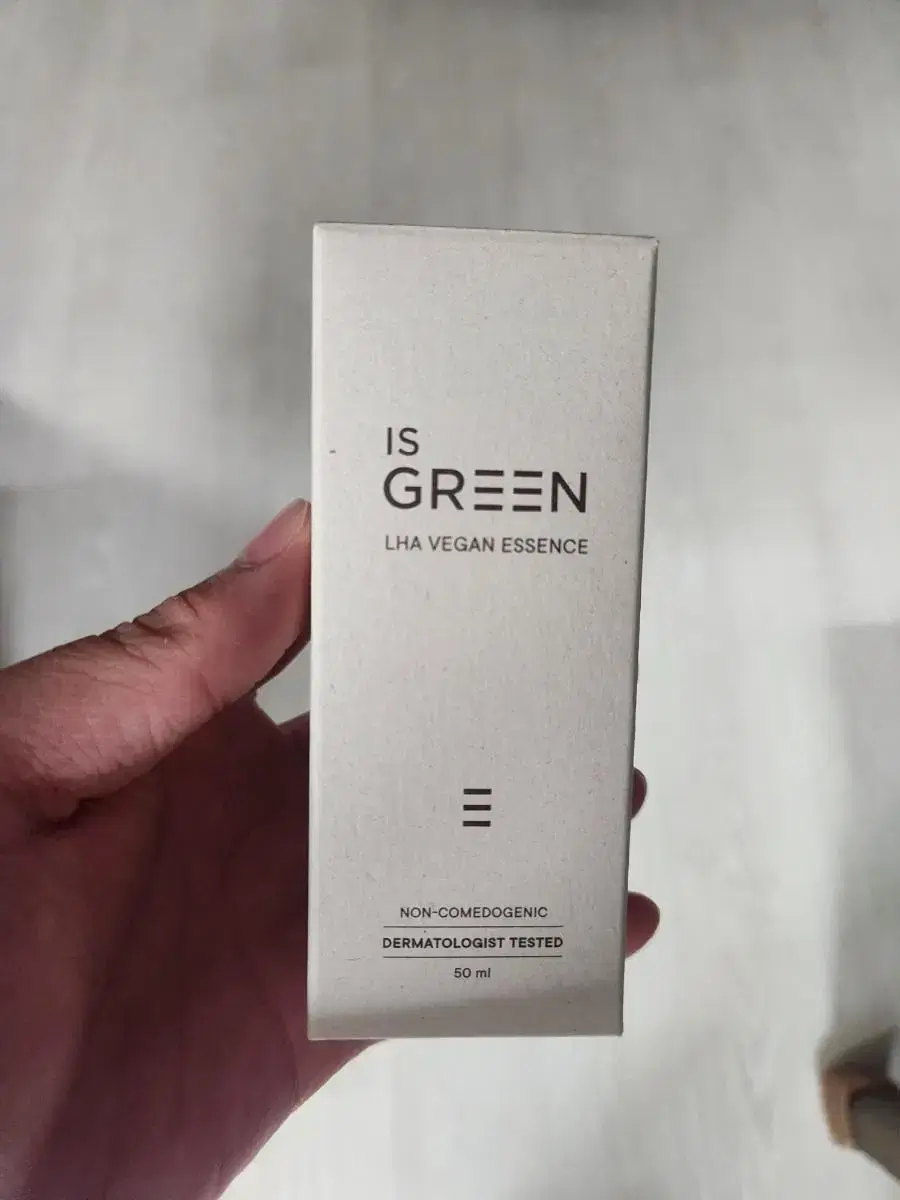 IS
GREEN
LHA VEGAN ESSENCE
NON-COMEDOGENIC
DERMATOLOGIST TESTED
50 ml